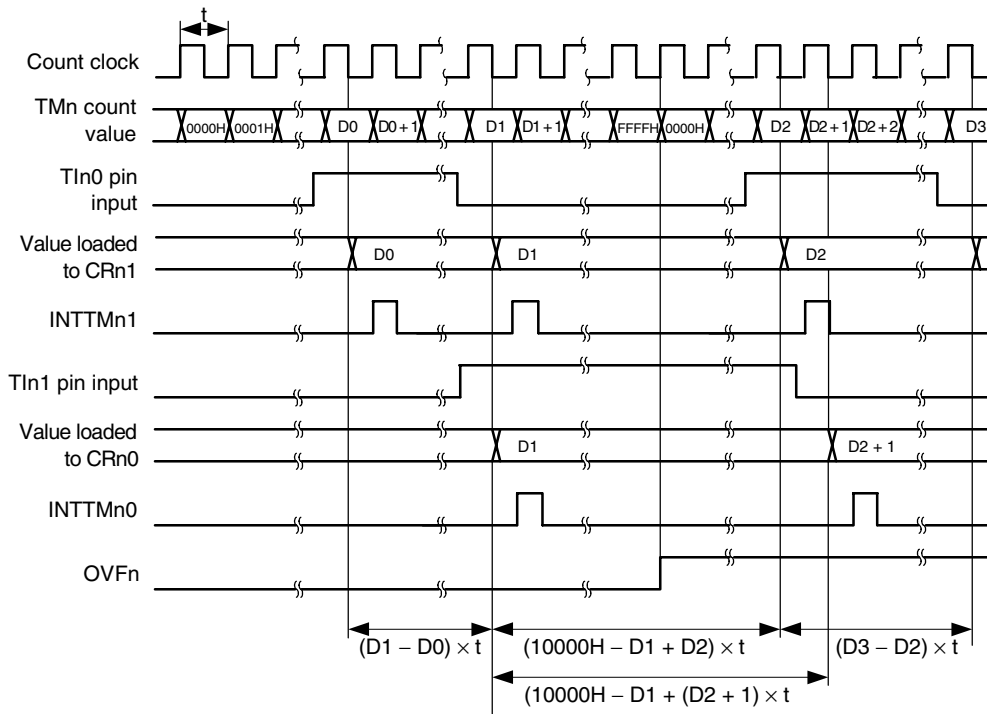 t
Count clock
TMn count
value
0000H 0001H D0 D0+1 D1 D1+1 FFFFH 0000H D2 D2+1 D2+2 D3
TIn0 pin
input
Value loaded
to CRn1
D0 D1 D2
INTTMn1
TIn1 pin input
Value loaded
to CRn0
D1 D2 + 1
INTTMn0
OVFn
(D1 – D0) × t (10000H – D1 + D2) × t (D3 – D2) × t
(10000H – D1 + (D2 + 1) × t